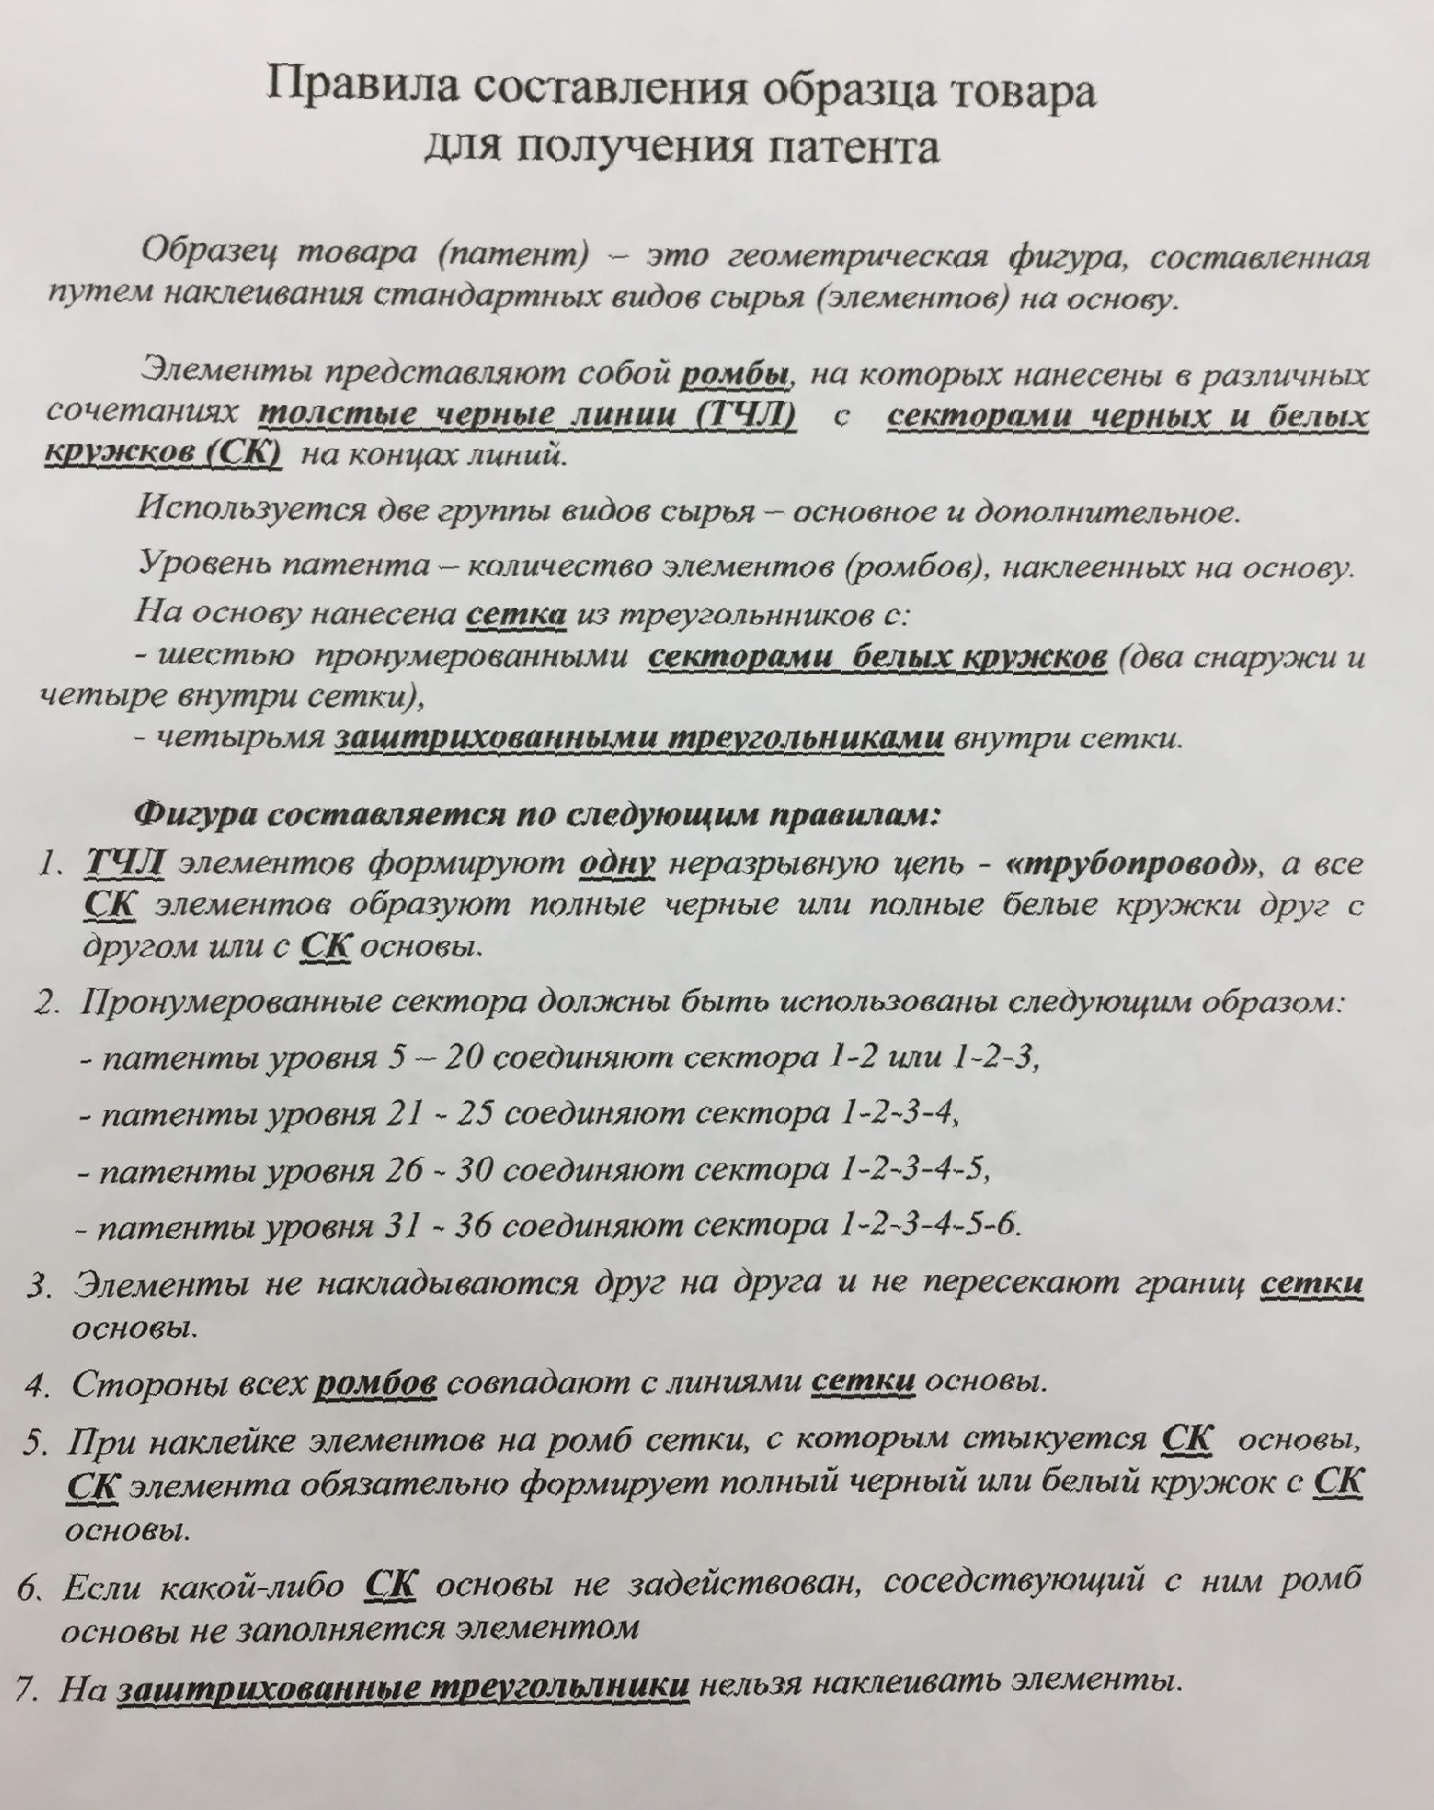 Правила составления образца товара
для получения патента
Образец товара (патент) – это геометрическая фигура, составленная
путем наклеивания стандартных видов сырья (элементов) на основу.
Элементы представляют собой ромбы, на которых нанесены в различных
сочетаниях толстые черные линии (ТЧЛ) с секторами черных и белых
кружков (СК) на концах линий.
Используется две группы видов сырья – основное и дополнительное.
Уровень патента – количество элементов (ромбов), наклеенных на основу.
На основу нанесена сетка из треугольнников с:
- шестью пронумерованными секторами белых кружков (два снаружи и
четыре внутри сетки),
- четырьмя заштрихованными треугольниками внутри сетки.
Фигура составляется по следующим правилам:
1. ТЧЛ элементов формируют одну неразрывную цепь - «трубопровод», а все
СК элементов образуют полные черные или полные белые кружки друг с
другом или с СК основы.
2. Пронумерованные сектора должны быть использованы следующим образом:
- патенты уровня 5 – 20 соединяют сектора 1-2 или 1-2-3,
- патенты уровня 21 - 25 соединяют сектора 1-2-3-4,
- патенты уровня 26 - 30 соединяют сектора 1-2-3-4-5,
- патенты уровня 31 - 36 соединяют сектора 1-2-3-4-5-6.
3. Элементы не накладываются друг на друга и не пересекают границ сетки
основы.
4. Стороны всех ромбов совпадают с линиями сетки основы.
5. При наклейке элементов на ромб сетки, с которым стыкуется СК основы,
СК элемента обязательно формирует полный черный или белый кружок с СК
основы.
6. Если какой-либо СК основы не задействован, соседствующий с ним ромб
основы не заполняется элементом
7. На заштрихованные треугольлники нельзя наклеивать элементы.